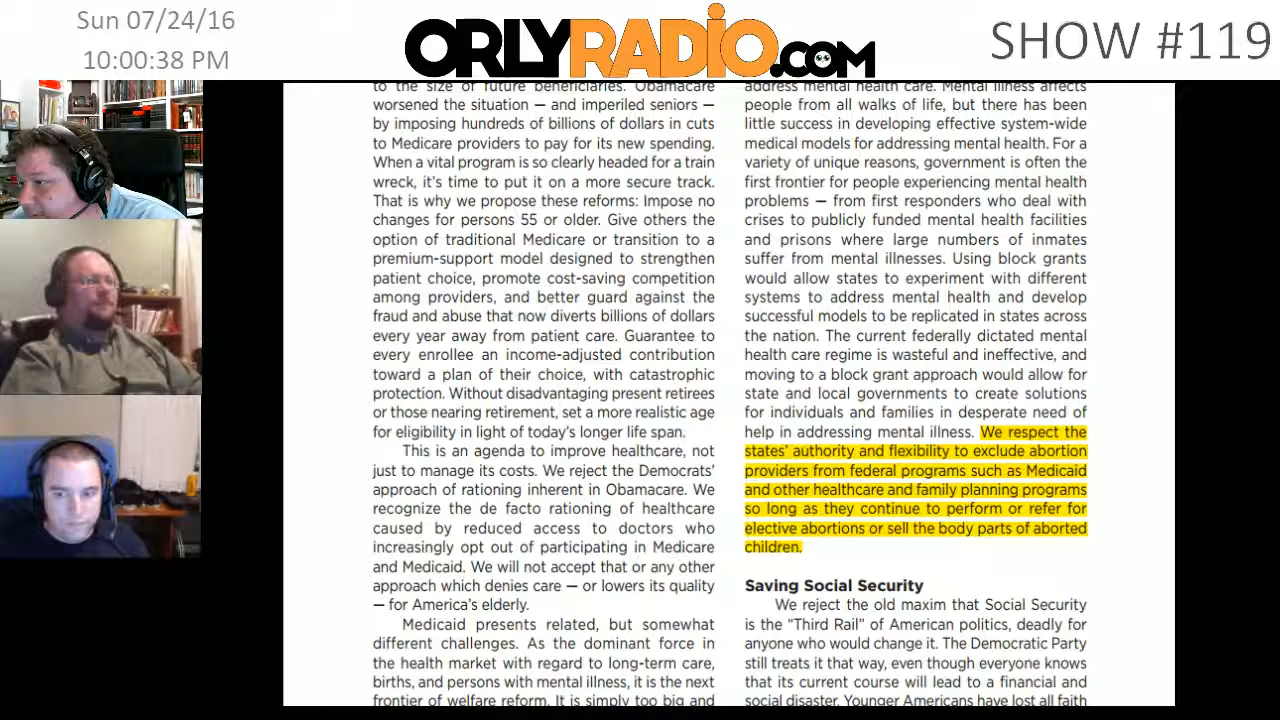 Sun 07/24/16
10:00:38 PM
ORLYRADIO.COM
SHOW #119
to the size of future beneficiaries. Obamacare
worsened the situation — and imperiled seniors —
by imposing hundreds of billions of dollars in cuts
to Medicare providers to pay for its new spending.
When a vital program is so clearly headed for a train
wreck, it's time to put it on a more secure track.
That is why we propose these reforms: Impose no
changes for persons 55 or older. Give others the
option of traditional Medicare or transition to a
premium-support model designed to strengthen
patient choice, promote cost-saving competition
among providers, and better guard against the
fraud and abuse that now diverts billions of dollars
every year away from patient care. Guarantee to
every enrollee an income-adjusted contribution
toward a plan of their choice, with catastrophic
protection. Without disadvantaging present retirees
or those nearing retirement, set a more realistic age
for eligibility in light of today's longer life span.
This is an agenda to improve healthcare, not
just to manage its costs. We reject the Democrats'
approach of rationing inherent in Obamacare. We
recognize the de facto rationing of healthcare
caused by reduced access to doctors who
increasingly opt out of participating in Medicare
and Medicaid. We will not accept that or any other
approach which denies care — or lowers its quality
— for America's elderly.
Medicaid presents related, but somewhat
different challenges. As the dominant force in
the health market with regard to long-term care,
births, and persons with mental illness, it is the next
frontier of welfare reform. It is simply too big and
address mental health care. Mental illness affects
people from all walks of life, but there has been
little success in developing effective system-wide
medical models for addressing mental health. For a
variety of unique reasons, government is often the
first frontier for people experiencing mental health
problems — from first responders who deal with
crises to publicly funded mental health facilities
and prisons where large numbers of inmates
suffer from mental illnesses. Using block grants
would allow states to experiment with different
systems to address mental health and develop
successful models to be replicated in states across
the nation. The current federally dictated mental
health care regime is wasteful and ineffective, and
moving to a block grant approach would allow for
state and local governments to create solutions
for individuals and families in desperate need of
help in addressing mental illness. We respect the
states' authority and flexibility to exclude abortion
providers from federal programs such as Medicaid
and other healthcare and family planning programs
so long as they continue to perform or refer for
elective abortions or sell the body parts of aborted
children.
Saving Social Security
We reject the old maxim that Social Security
is the "Third Rail" of American politics, deadly for
anyone who would change it. The Democratic Party
still treats it that way, even though everyone knows
that its current course will lead to a financial and
social disaster. Younger Americans have lost all faith